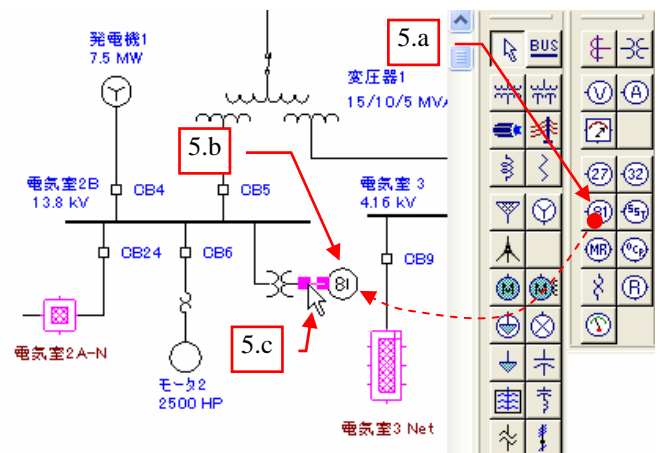 発電機1
7.5 MW
5.a
変圧器1
15/10/5 MVA
5.b
電気室2B
13.8 kV
CB4
CB5
電気室 3
4.16 kV
CB24
CB6
CB9
81
5.c
電気室2A-N
モータ2
2500 HP
電気室3 Net
BUS
V
A
27
32
81
MR
R
M
M